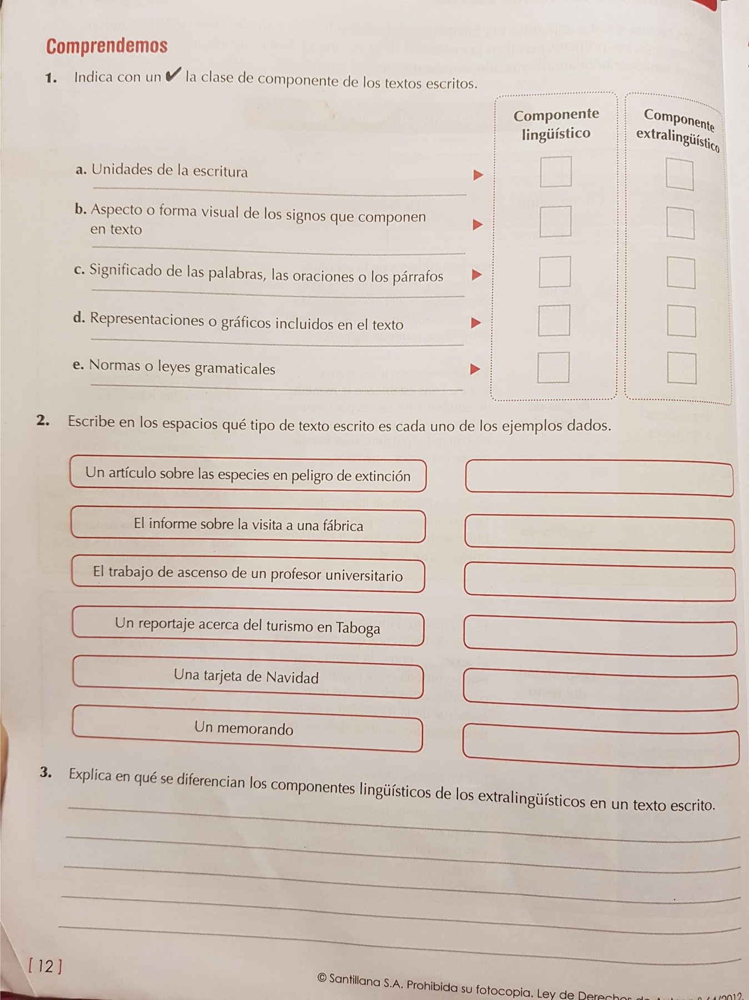 Comprendemos
1. Indica con un ✔ la clase de componente de los textos escritos.
Componente
lingüístico
Componente
extralingüístico
a. Unidades de la escritura
b. Aspecto o forma visual de los signos que componen
en texto
c. Significado de las palabras, las oraciones o los párrafos
d. Representaciones o gráficos incluidos en el texto
e. Normas o leyes gramaticales
2. Escribe en los espacios qué tipo de texto escrito es cada uno de los ejemplos dados.
Un artículo sobre las especies en peligro de extinción
El informe sobre la visita a una fábrica
El trabajo de ascenso de un profesor universitario
Un reportaje acerca del turismo en Taboga
Una tarjeta de Navidad
Un memorando
3. Explica en qué se diferencian los componentes lingüísticos de los extralingüísticos en un texto escrito.
[ 12 ]
© Santillana S.A. Prohibida su fotocopia. Ley de Derechos de